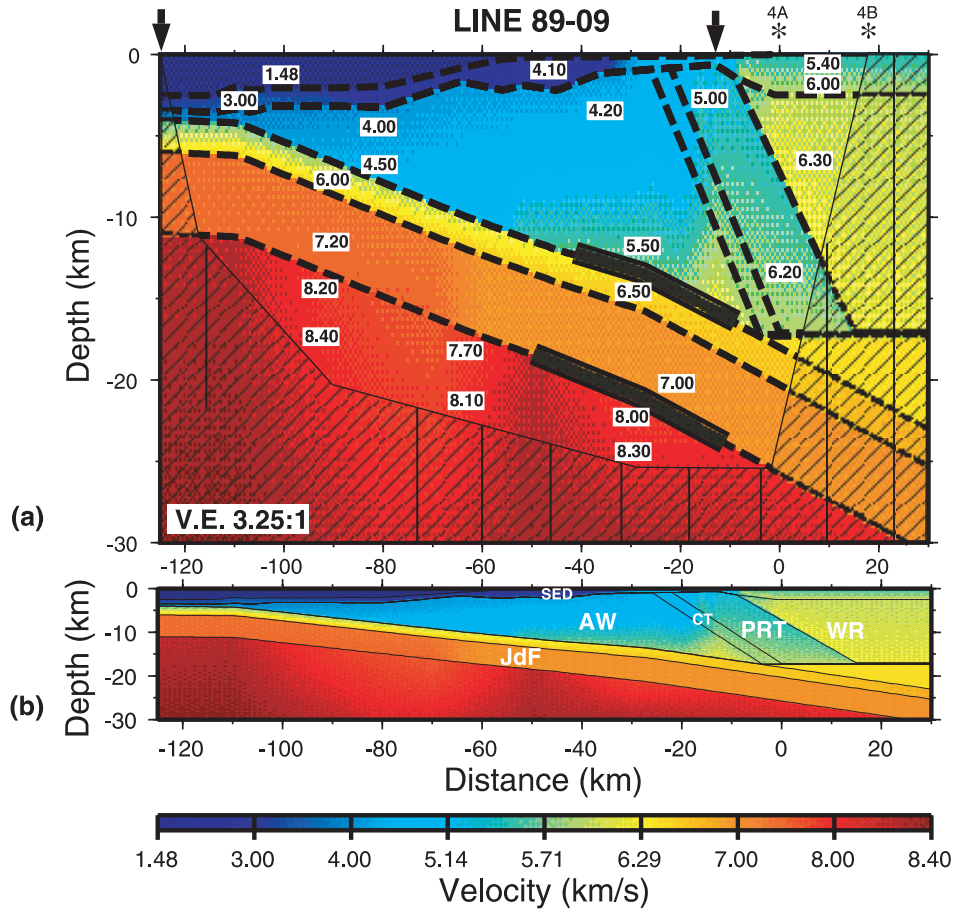 LINE 89-09
4A
4B
*
*
0
-10
-20
-30
Depth (km)
1.48
4.10
5.40
3.00
6.00
5.00
4.00
4.20
6.30
4.50
6.00
5.50
6.20
7.20
6.50
8.20
8.40
7.70
7.00
8.10
8.00
8.30
(a)
V.E. 3.25:1
-120 -100 -80 -60 -40 -20 0 20
0
-10
-20
-30
Depth (km)
SED
AW
CT
PRT
WR
JdF
(b)
-120 -100 -80 -60 -40 -20 0 20
Distance (km)
1.48 3.00 4.00 5.14 5.71 6.29 7.00 8.00 8.40
Velocity (km/s)